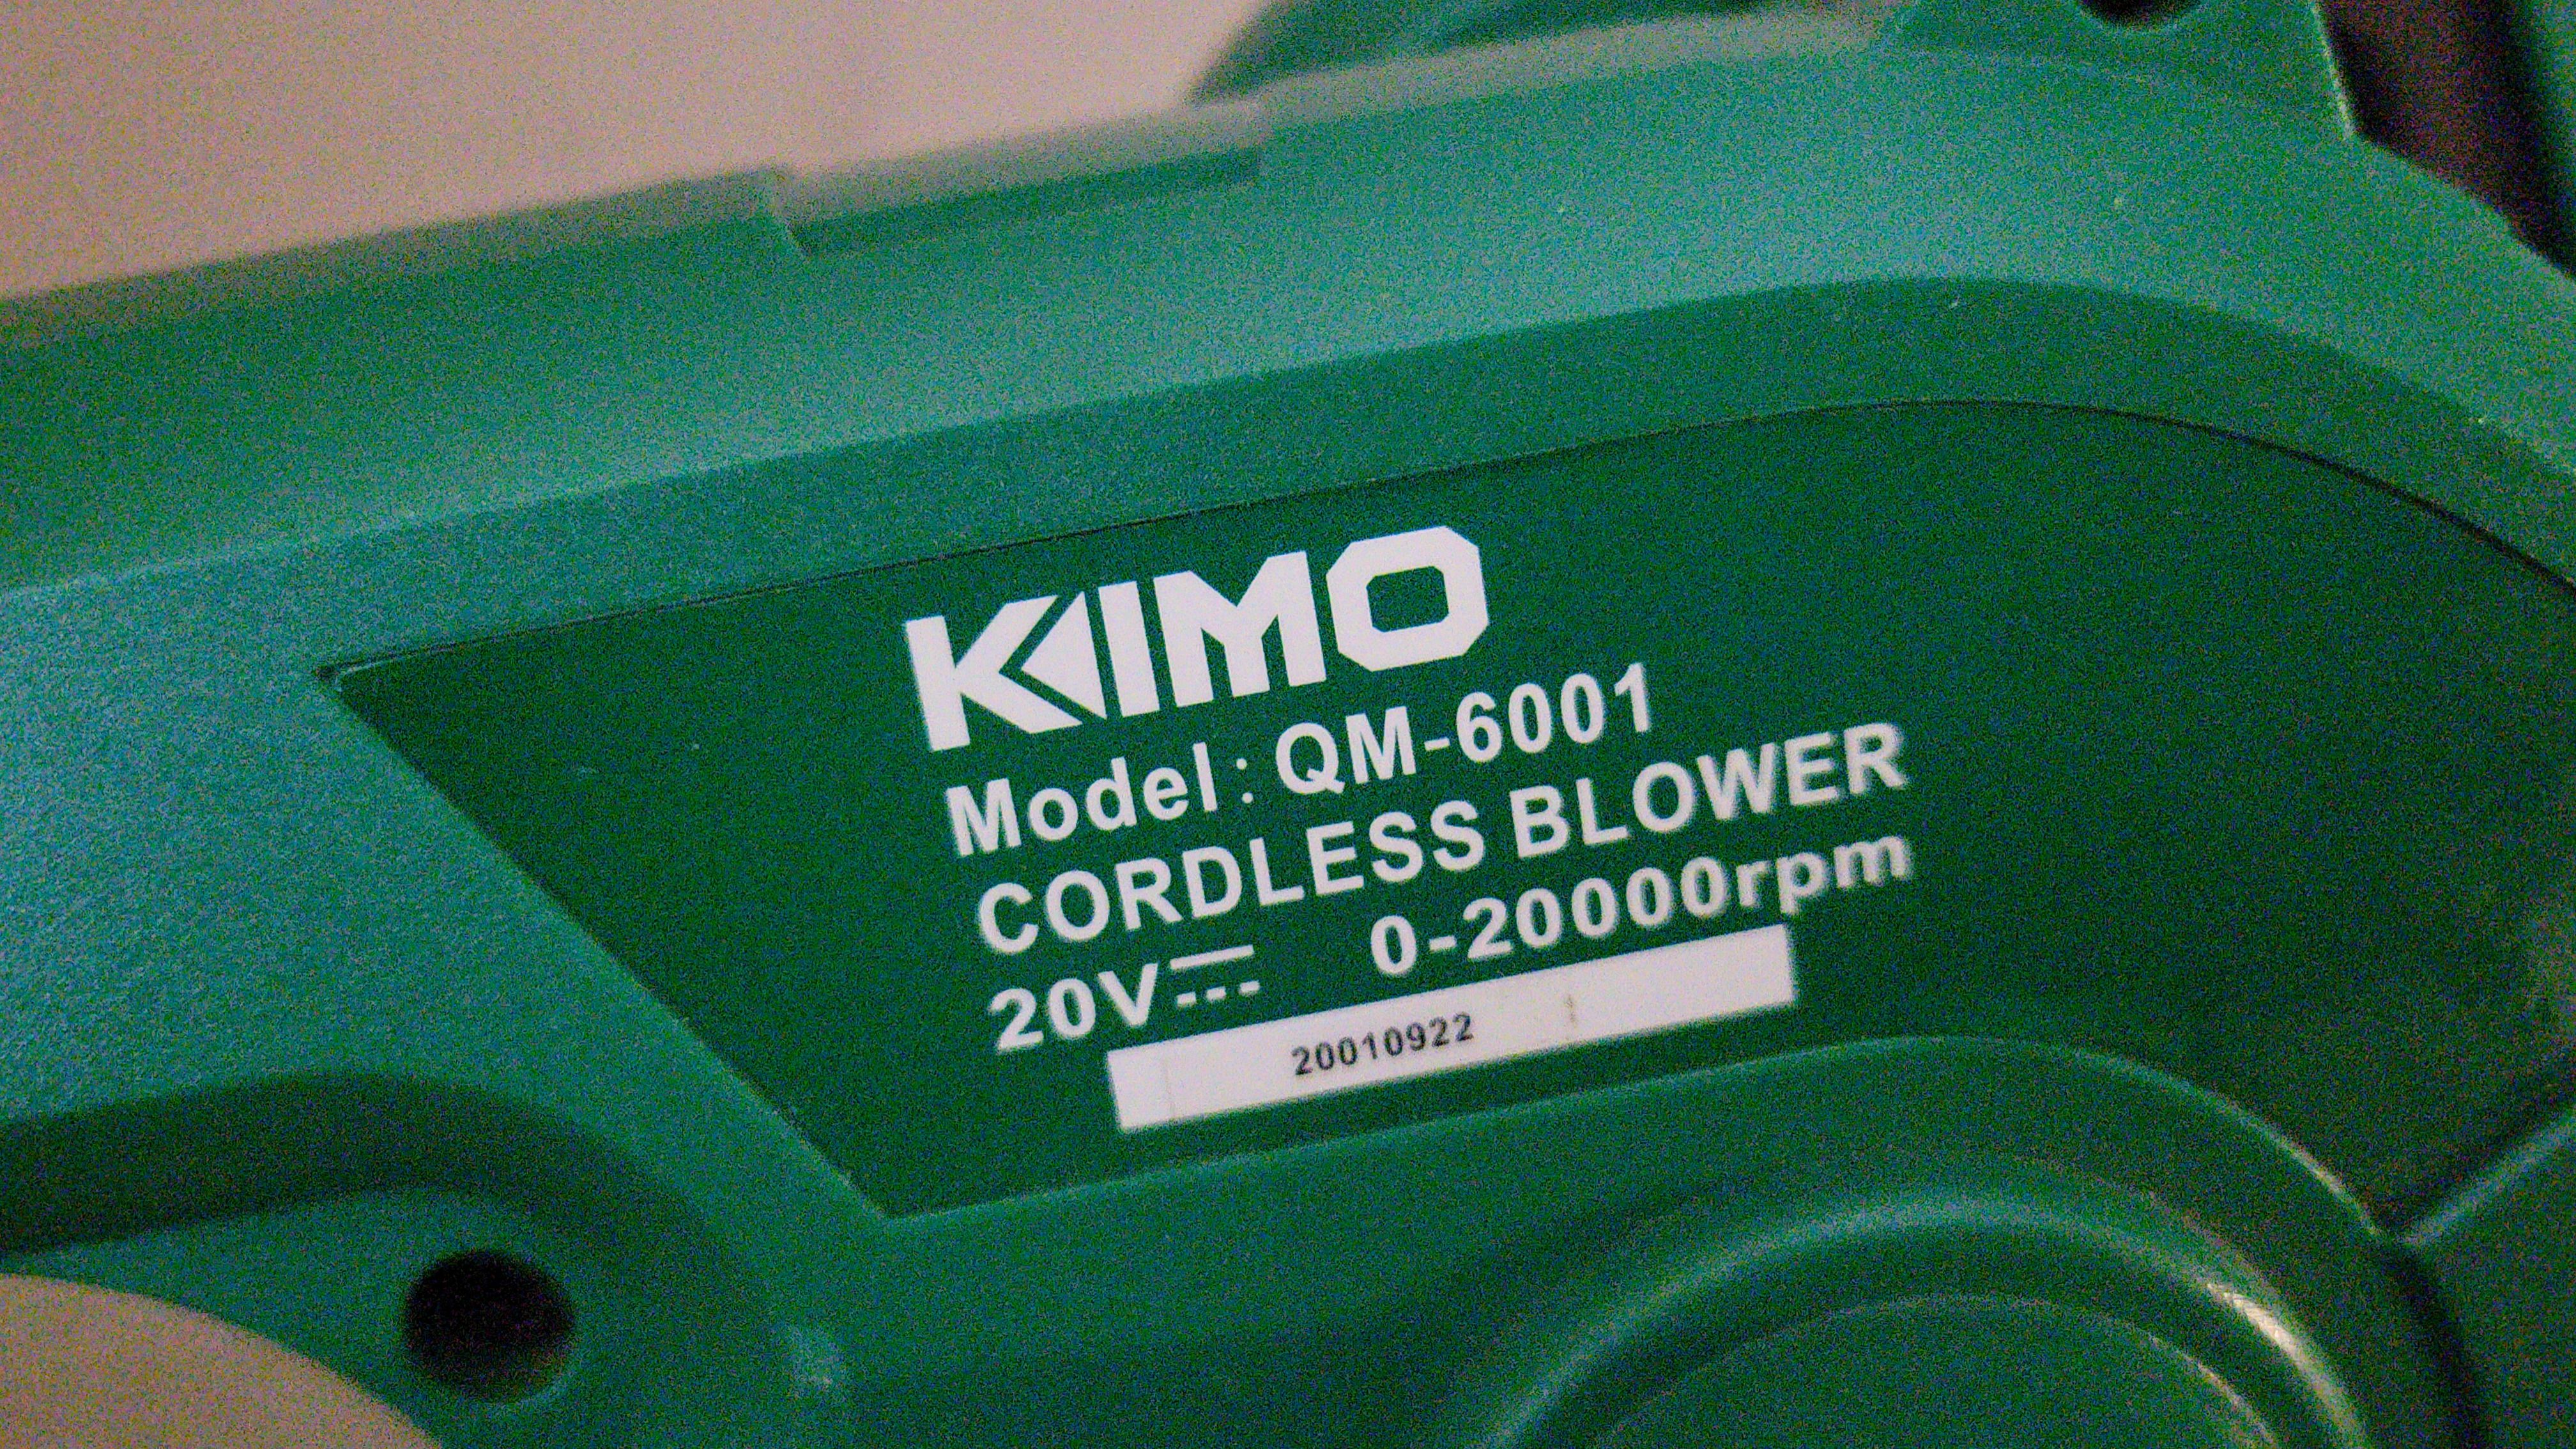 KIMO
Model: QM-6001
CORDLESS BLOWER
20V⎓ 0-20000rpm
20010922